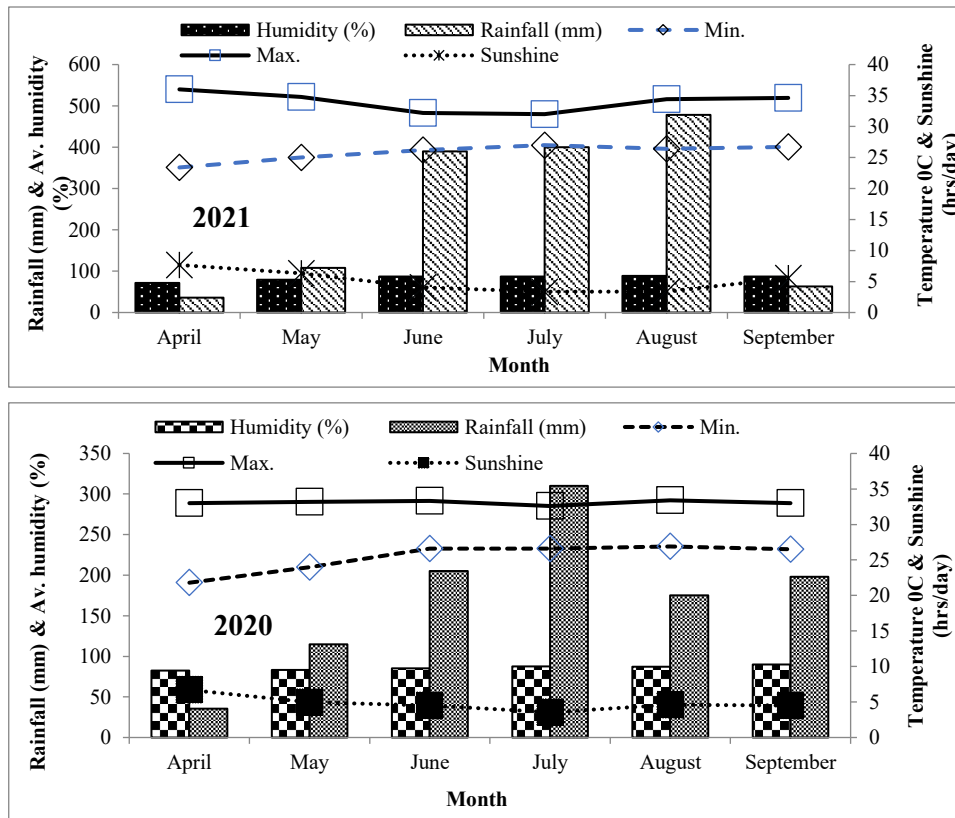 Humidity (%) Rainfall (mm) Min.
Max. Sunshine
Rainfall (mm) & Av. humidity
(%)
600
500
400
300
200
100
0
40
35
30
25
20
15
10
5
0
Temperature 0C & Sunshine
(hrs/day)
2021
April May June July August September
Month
Humidity (%) Rainfall (mm) Min.
Max. Sunshine
Rainfall (mm) & Av. humidity (%)
350
300
250
200
150
100
50
0
40
35
30
25
20
15
10
5
0
Temperature 0C & Sunshine
(hrs/day)
2020
April May June July August September
Month